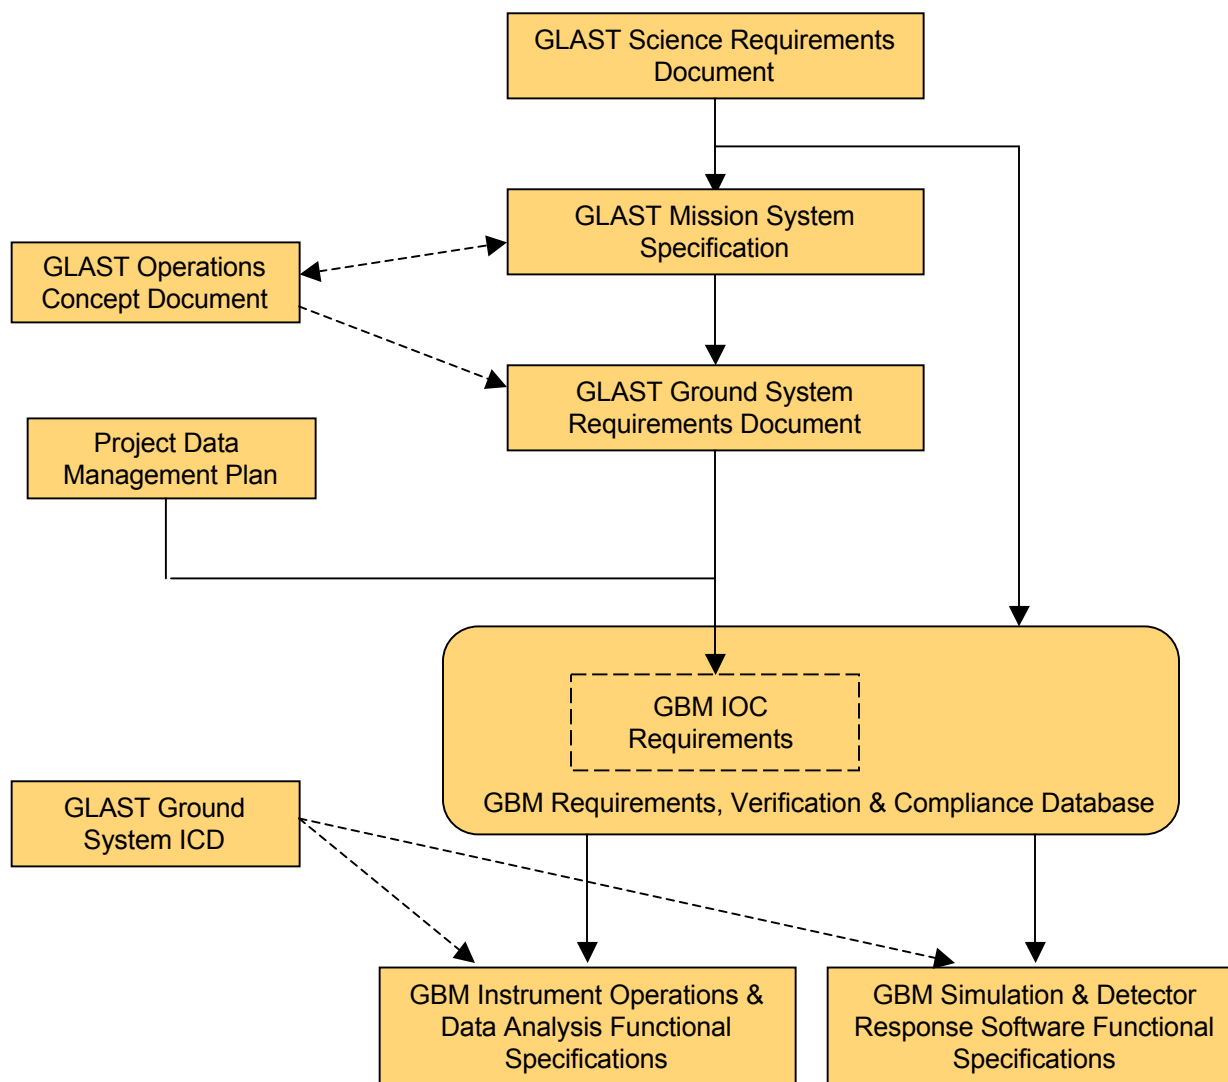 GLAST Science Requirements
Document
GLAST Mission System
Specification
GLAST Operations
Concept Document
GLAST Ground System
Requirements Document
Project Data
Management Plan
GBM IOC
Requirements
GBM Requirements, Verification & Compliance Database
GLAST Ground
System ICD
GBM Instrument Operations &
Data Analysis Functional
Specifications
GBM Simulation & Detector
Response Software Functional
Specifications